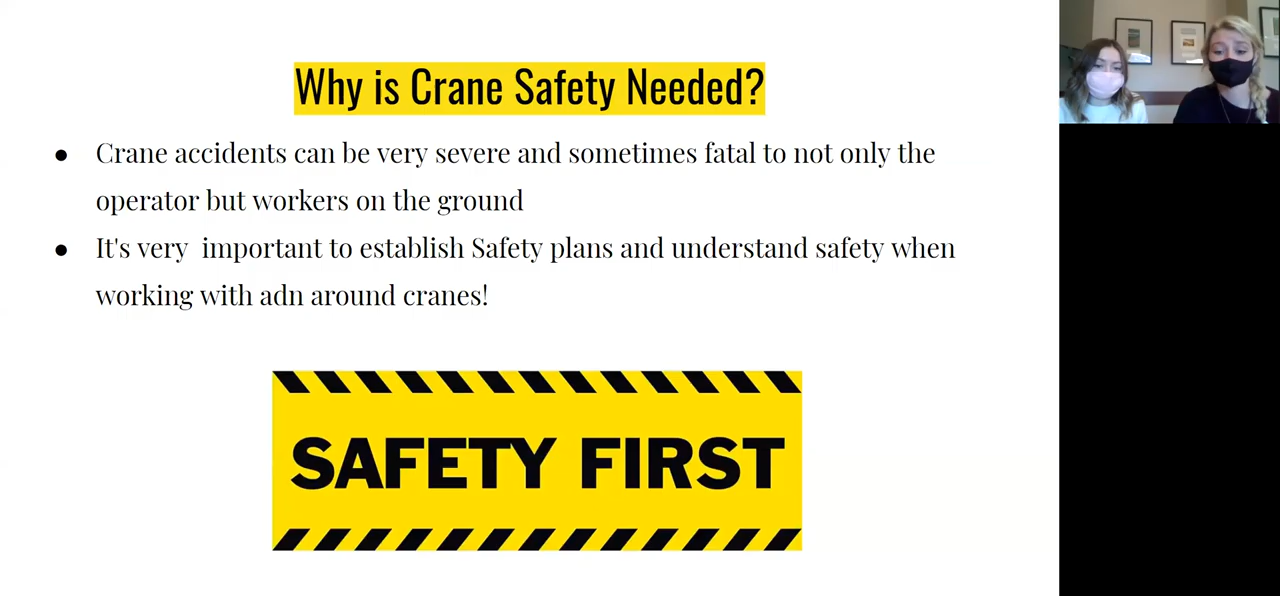 Why is Crane Safety Needed?
● Crane accidents can be very severe and sometimes fatal to not only the
operator but workers on the ground
● It's very  important to establish Safety plans and understand safety when
working with adn around cranes!
SAFETY FIRST